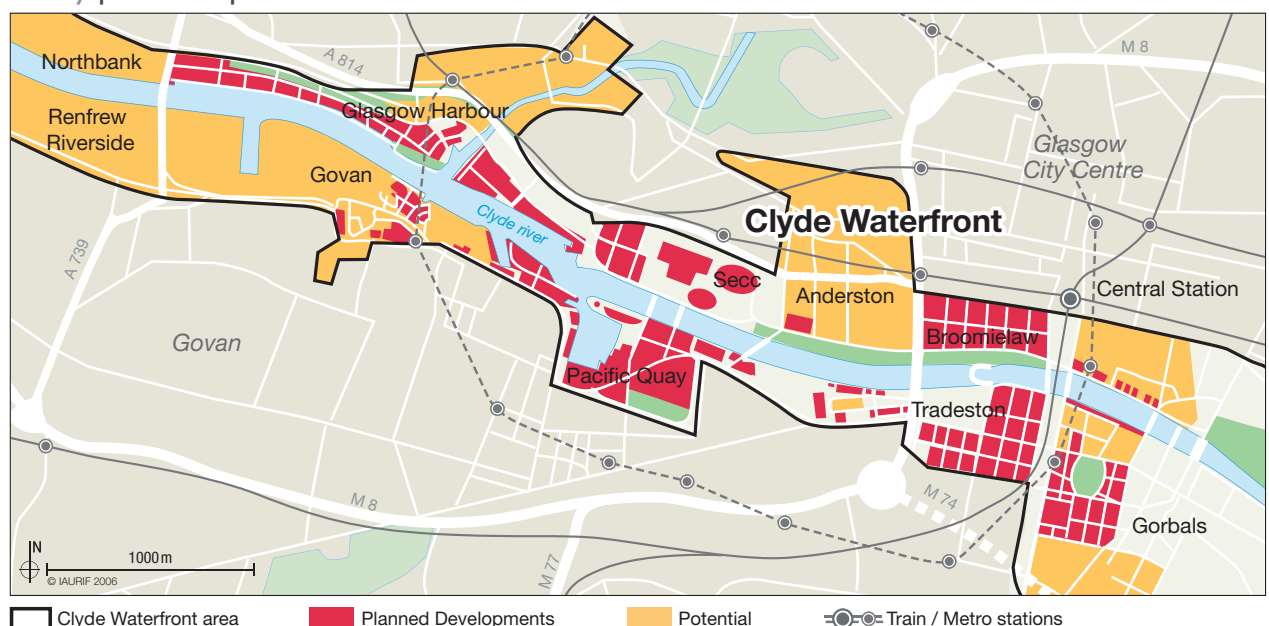 Northbank
A 814
M 8
Glasgow Harbour
Renfrew
Riverside
Glasgow
City Centre
Govan
Clyde river
Clyde Waterfront
A 739
Secc
Anderston
Central Station
Govan
Broomielaw
Pacific Quay
Tradeston
M 8
M 74
Gorbals
M 77
N
1000 m
© IAURIF 2006
Clyde Waterfront area
Planned Developments
Potential
Train / Metro stations